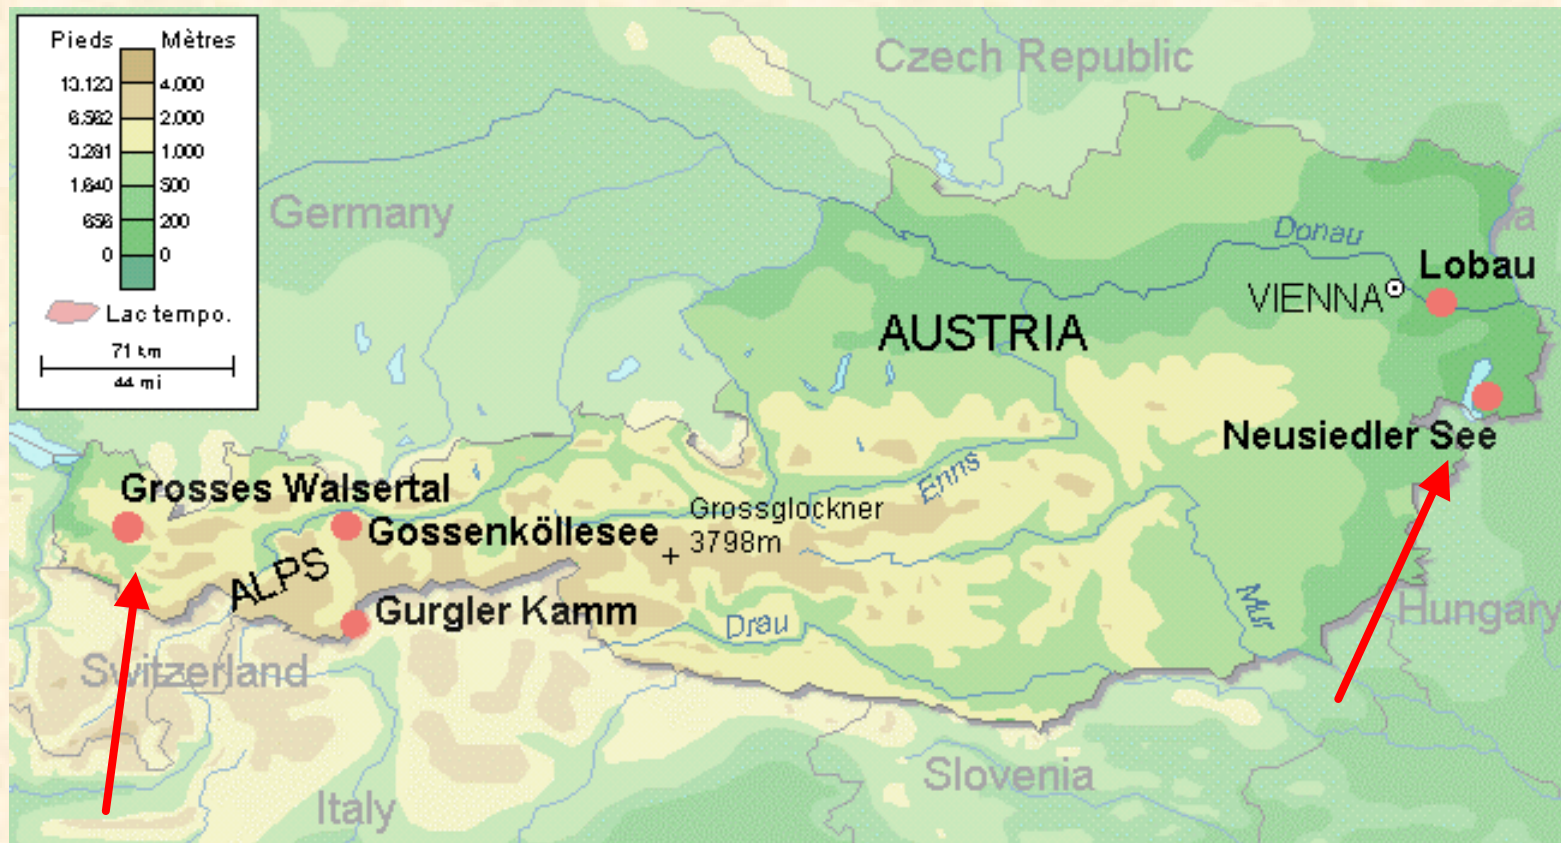 Pieds Mètres
13.123 4.000
6.562 2.000
3.281 1.000
1.640 500
656 200
0 0
Lac tempo.
71 km
44 mi
Czech Republic
Germany
Donau
Lobau
VIENNA
AUSTRIA
Neusiedler See
Enns
Grosses Walsertal
Gossenköllesee
Grossglockner
3798m
ALPS
Gurgler Kamm
Drau
Mur
Hungary
Switzerland
Slovenia
Italy